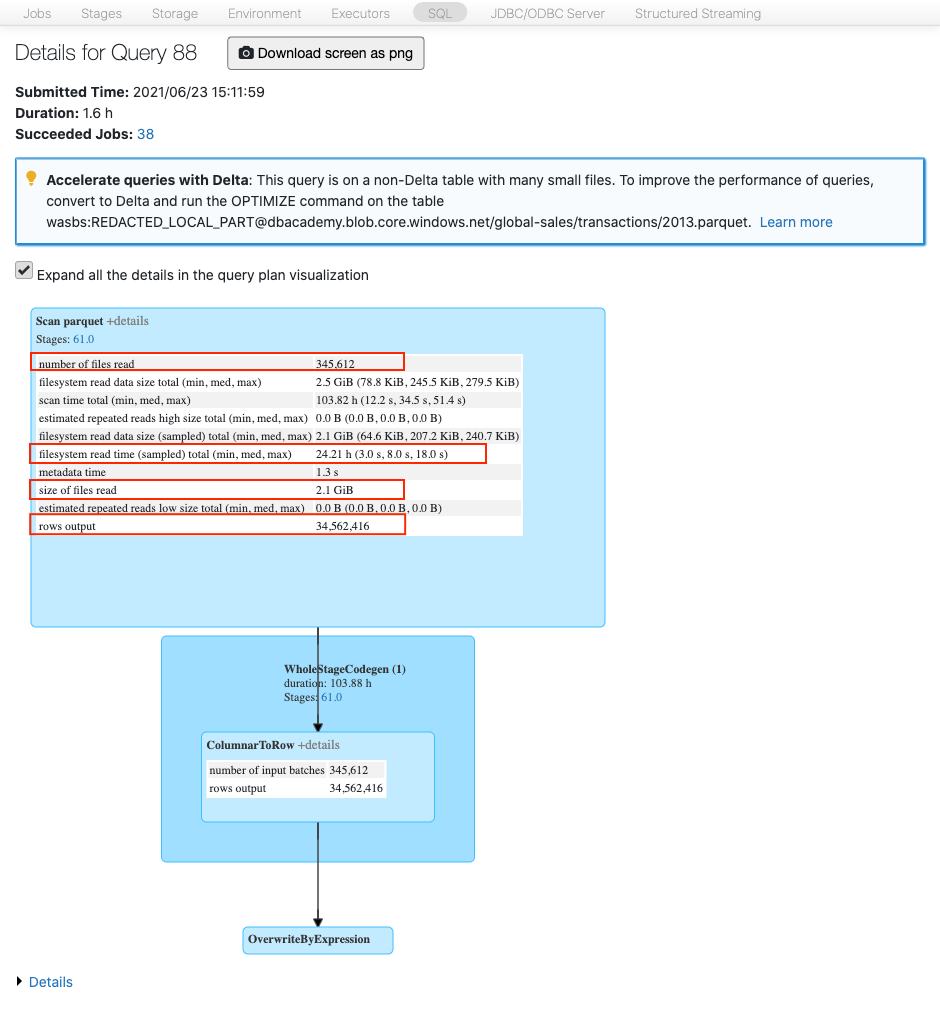 Jobs Stages Storage Environment Executors SQL JDBC/ODBC Server Structured Streaming
Details for Query 88 Download screen as png
Submitted Time: 2021/06/23 15:11:59
Duration: 1.6 h
Succeeded Jobs: 38
Accelerate queries with Delta: This query is on a non-Delta table with many small files. To improve the performance of queries,
convert to Delta and run the OPTIMIZE command on the table
wasbs:REDACTED_LOCAL_PART@dbacademy.blob.core.windows.net/global-sales/transactions/2013.parquet. Learn more
Expand all the details in the query plan visualization
Scan parquet +details
Stages: 61.0
number of files read 345,612
filesystem read data size total (min, med, max) 2.5 GiB (78.8 KiB, 245.5 KiB, 279.5 KiB)
scan time total (min, med, max) 103.82 h (12.2 s, 34.5 s, 51.4 s)
estimated repeated reads high size total (min, med, max) 0.0 B (0.0 B, 0.0 B, 0.0 B)
filesystem read data size (sampled) total (min, med, max) 2.1 GiB (64.6 KiB, 207.2 KiB, 240.7 KiB)
filesystem read time (sampled) total (min, med, max) 24.21 h (3.0 s, 8.0 s, 18.0 s)
metadata time 1.3 s
size of files read 2.1 GiB
estimated repeated reads low size total (min, med, max) 0.0 B (0.0 B, 0.0 B, 0.0 B)
rows output 34,562,416
WholeStageCodegen (1)
duration: 103.88 h
Stages: 61.0
ColumnarToRow +details
number of input batches 345,612
rows output 34,562,416
OverwriteByExpression
Details